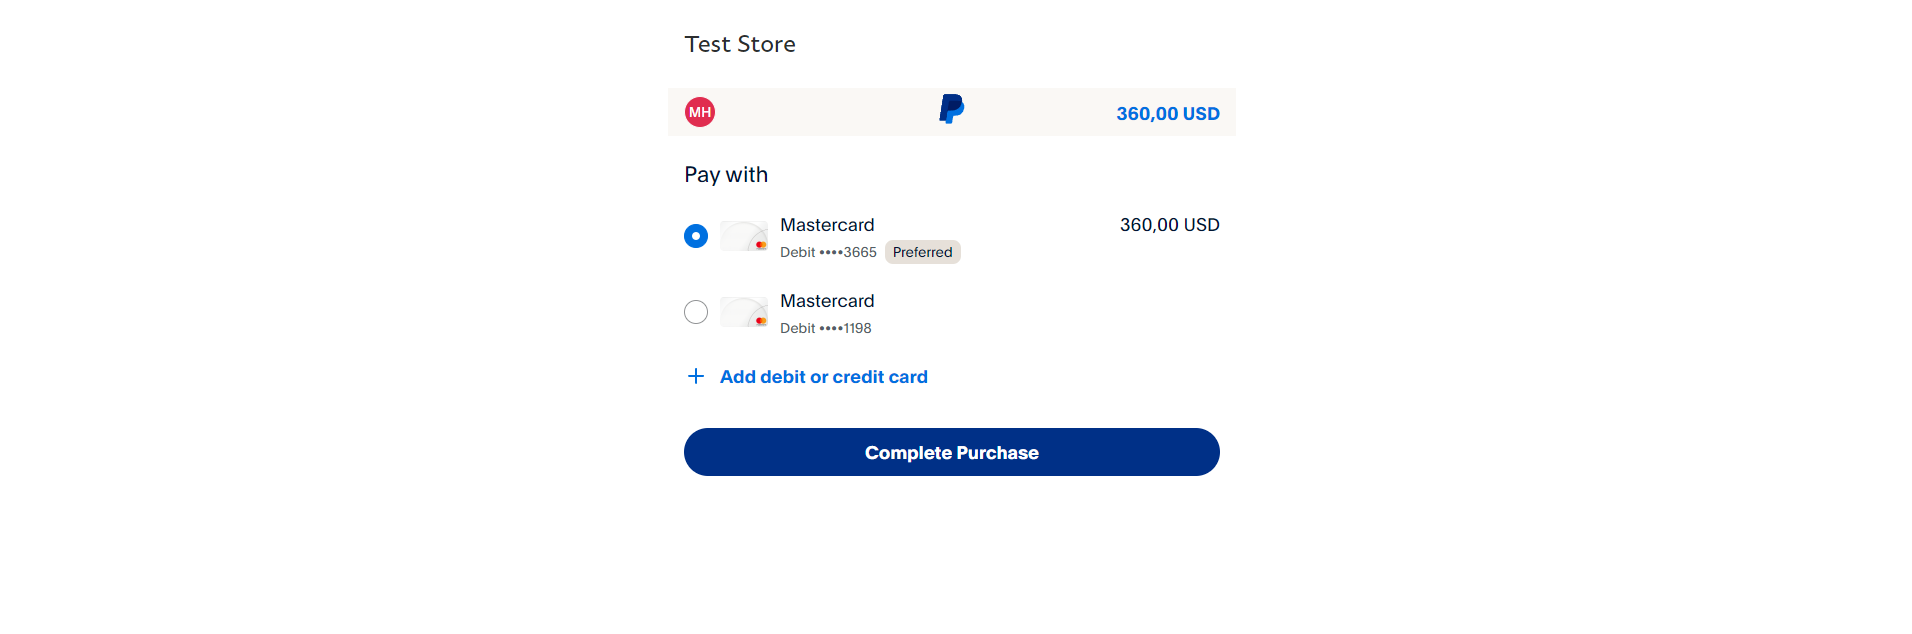 Test Store
MH 360,00 USD
Pay with
Mastercard 360,00 USD
Debit ••••3665 Preferred
Mastercard
Debit ••••1198
+ Add debit or credit card
Complete Purchase